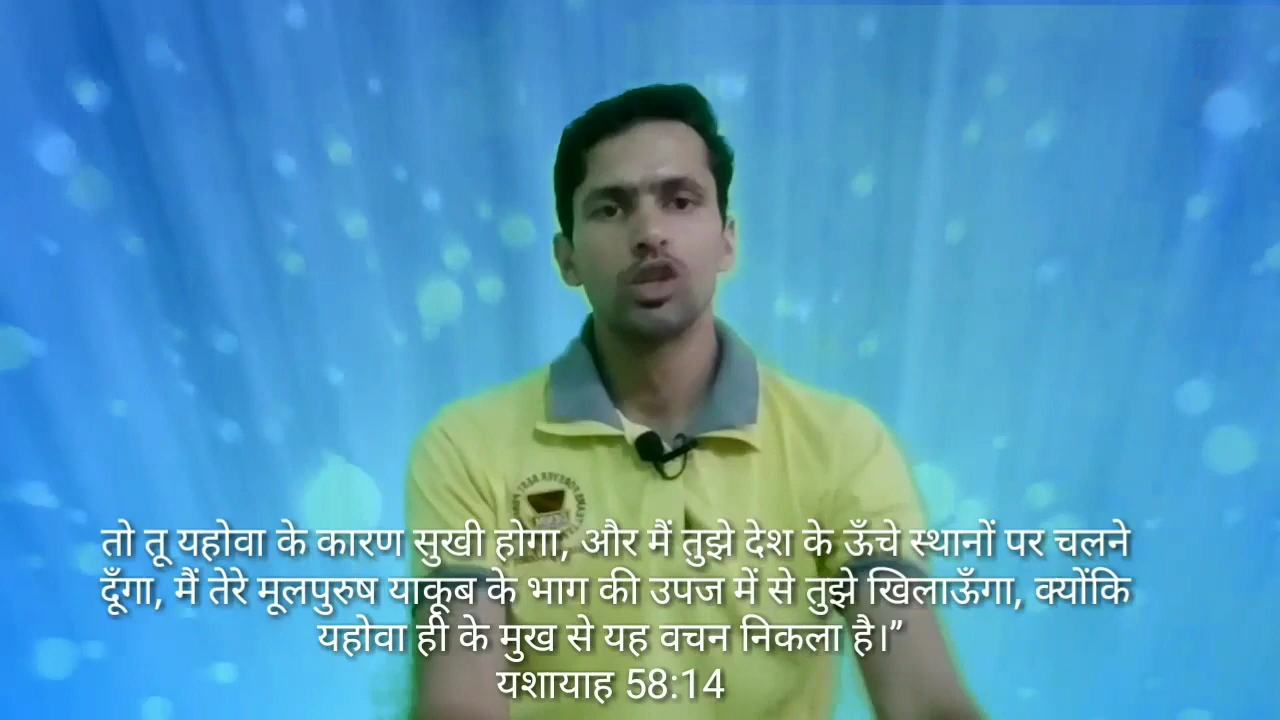 तो तू यहोवा के कारण सुखी होगा, और मैं तुझे देश के ऊँचे स्थानों पर चलने
दूँगा, मैं तेरे मूलपुरुष याकूब के भाग की उपज में से तुझे खिलाऊँगा, क्योंकि
यहोवा ही के मुख से यह वचन निकला है।”
यशायाह 58:14